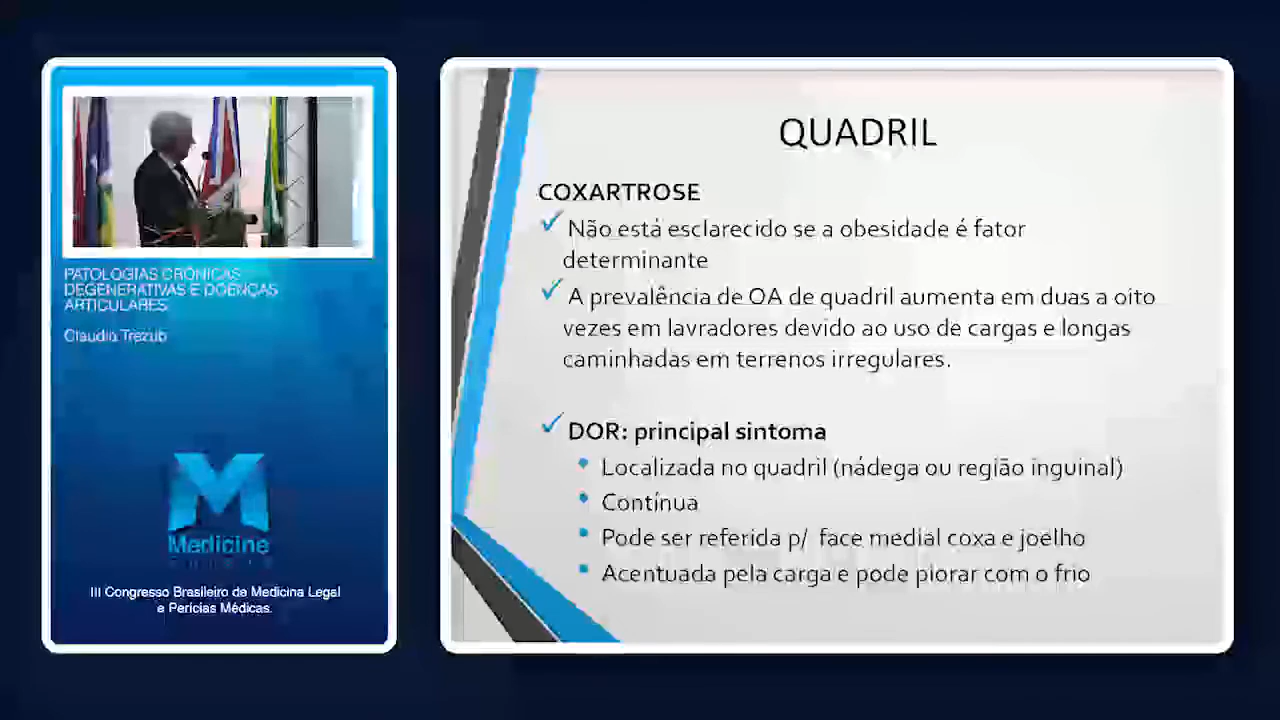 PATOLOGIAS CRÔNICAS
DEGENERATIVAS E DOENÇAS
ARTICULARES
Claudio Trezub
Medicine
III Congresso Brasileiro de Medicina Legal
e Perícias Médicas.
QUADRIL
COXARTROSE
✓ Não está esclarecido se a obesidade é fator
determinante
✓ A prevalência de OA de quadril aumenta em duas a oito
vezes em lavradores devido ao uso de cargas e longas
caminhadas em terrenos irregulares.
✓ DOR: principal sintoma
• Localizada no quadril (nádega ou região inguinal)
• Contínua
• Pode ser referida p/ face medial coxa e joelho
• Acentuada pela carga e pode piorar com o frio